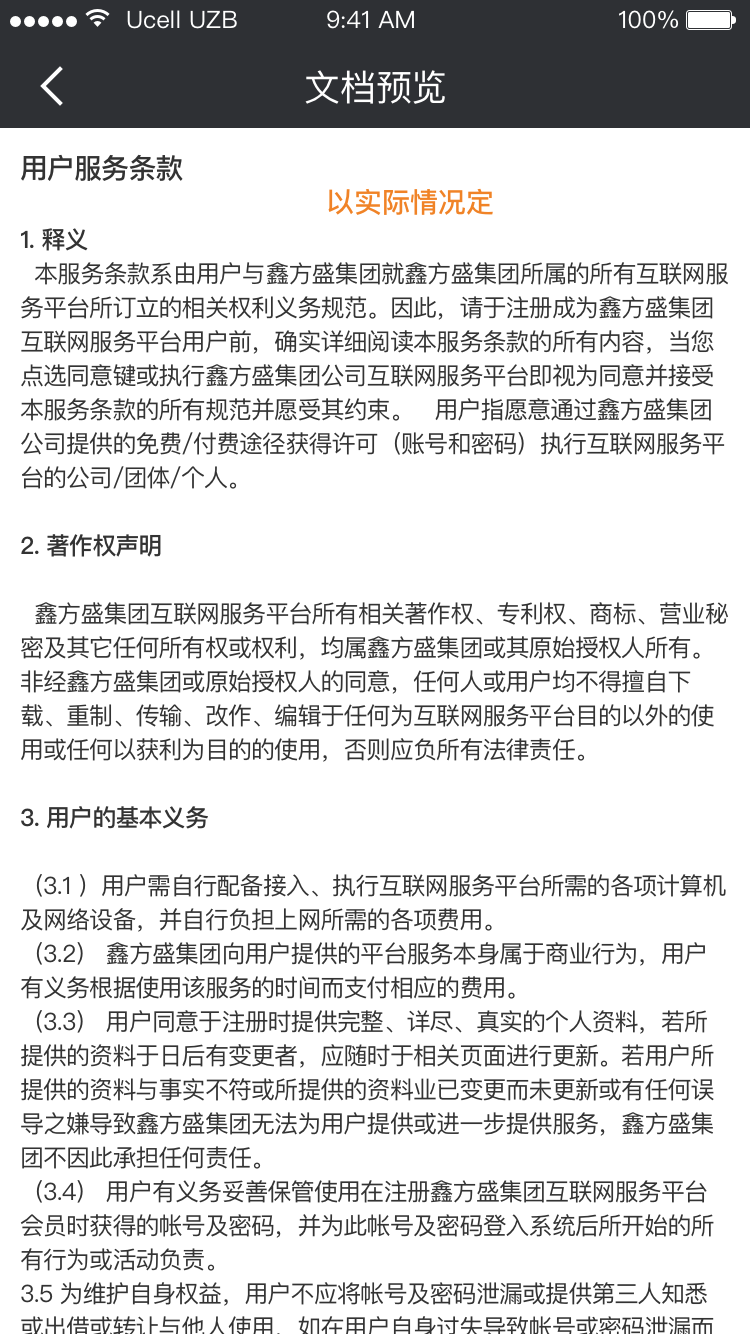 Ucell UZB 9:41 AM 100%
文档预览
用户服务条款
以实际情况定
1. 释义
本服务条款系由用户与鑫方盛集团就鑫方盛集团所属的所有互联网服
务平台所订立的相关权利义务规范。因此，请于注册成为鑫方盛集团
互联网服务平台用户前，确实详细阅读本服务条款的所有内容，当您
点选同意键或执行鑫方盛集团公司互联网服务平台即视为同意并接受
本服务条款的所有规范并愿受其约束。 用户指愿意通过鑫方盛集团
公司提供的免费/付费途径获得许可（账号和密码）执行互联网服务平
台的公司/团体/个人。
2. 著作权声明
鑫方盛集团互联网服务平台所有相关著作权、专利权、商标、营业秘
密及其它任何所有权或权利，均属鑫方盛集团或其原始授权人所有。
非经鑫方盛集团或原始授权人的同意，任何人或用户均不得擅自下
载、重制、传输、改作、编辑于任何为互联网服务平台目的以外的使
用或任何以获利为目的的使用，否则应负所有法律责任。
3. 用户的基本义务
（3.1 ）用户需自行配备接入、执行互联网服务平台所需的各项计算机
及网络设备，并自行负担上网所需的各项费用。
（3.2） 鑫方盛集团向用户提供的平台服务本身属于商业行为，用户
有义务根据使用该服务的时间而支付相应的费用。
（3.3） 用户同意于注册时提供完整、详尽、真实的个人资料，若所
提供的资料于日后有变更者，应随时于相关页面进行更新。若用户所
提供的资料与事实不符或所提供的资料业已变更而未更新或有任何误
导之嫌导致鑫方盛集团无法为用户提供或进一步提供服务，鑫方盛集
团不因此承担任何责任。
（3.4） 用户有义务妥善保管使用在注册鑫方盛集团互联网服务平台
会员时获得的帐号及密码，并为此帐号及密码登入系统后所开始的所
有行为或活动负责。
3.5 为维护自身权益，用户不应将帐号及密码泄漏或提供第三人知悉
或出借或转让与他人使用，如在用户自身过失导致帐号或密码泄漏而